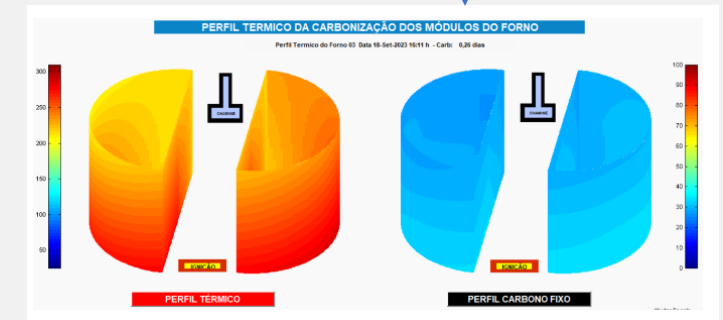 PERFIL TERMICO DA CARBONIZAÇÃO DOS MÓDULOS DO FORNO
Perfil Termico do Forno 03 Data 18-Set-2023 16:11 h - Carb: 0,26 dias
300
250
200
150
100
50
CHAMINÉ
CHAMINÉ
100
90
80
70
60
50
40
30
20
10
0
IGNICÃO
IGNICÃO
PERFIL TÉRMICO
PERFIL CARBONO FIXO